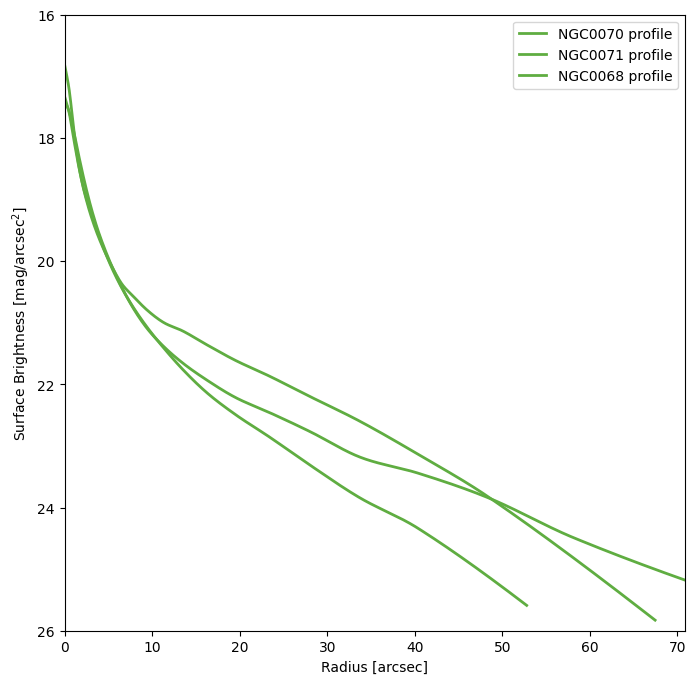 NGC0070 profile
NGC0071 profile
NGC0068 profile
16
18
20
22
24
26
Surface Brightness [mag/arcsec²]
0 10 20 30 40 50 60 70
Radius [arcsec]